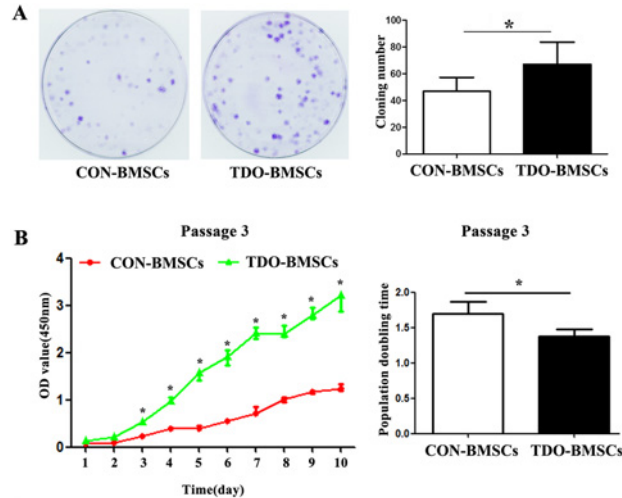 A
CON-BMSCs
TDO-BMSCs
Cloning number
100
80
60
40
20
0
*
CON-BMSCs
TDO-BMSCs
B
Passage 3
CON-BMSCs
TDO-BMSCs
OD value(450nm)
4
3
2
1
0
* * * * * * * *
1 2 3 4 5 6 7 8 9 10
Time(day)
Passage 3
Population doubling time
2.0
1.5
1.0
0.5
0.0
*
CON-BMSCs
TDO-BMSCs